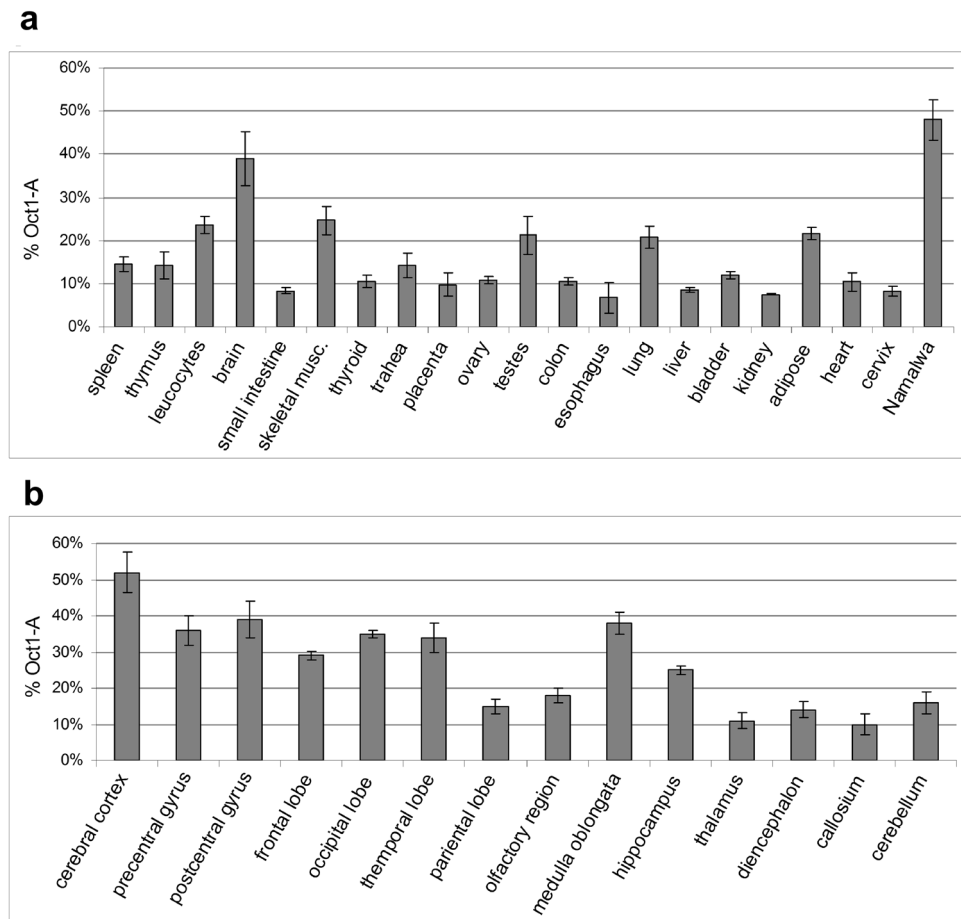 a
60%
50%
40%
30%
20%
10%
0%
% Oct1-A
spleen
thymus
leucocytes
brain
small intestine
skeletal musc.
thyroid
trahea
placenta
ovary
testes
colon
esophagus
lung
liver
bladder
kidney
adipose
heart
cervix
Namalwa
b
60%
50%
40%
30%
20%
10%
0%
% Oct1-A
cerebral cortex
precentral gyrus
postcentral gyrus
frontal lobe
occipital lobe
themporal lobe
pariental lobe
olfactory region
medulla oblongata
hippocampus
thalamus
diencephalon
callosium
cerebellum